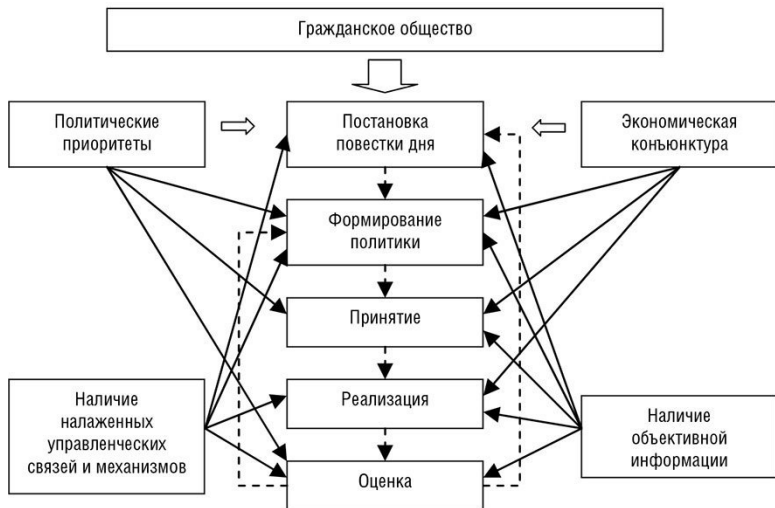 Гражданское общество
Политические
приоритеты
Постановка
повестки дня
Экономическая
конъюнктура
Формирование
политики
Принятие
Реализация
Наличие
налаженных
управленческих
связей и механизмов
Наличие
объективной
информации
Оценка